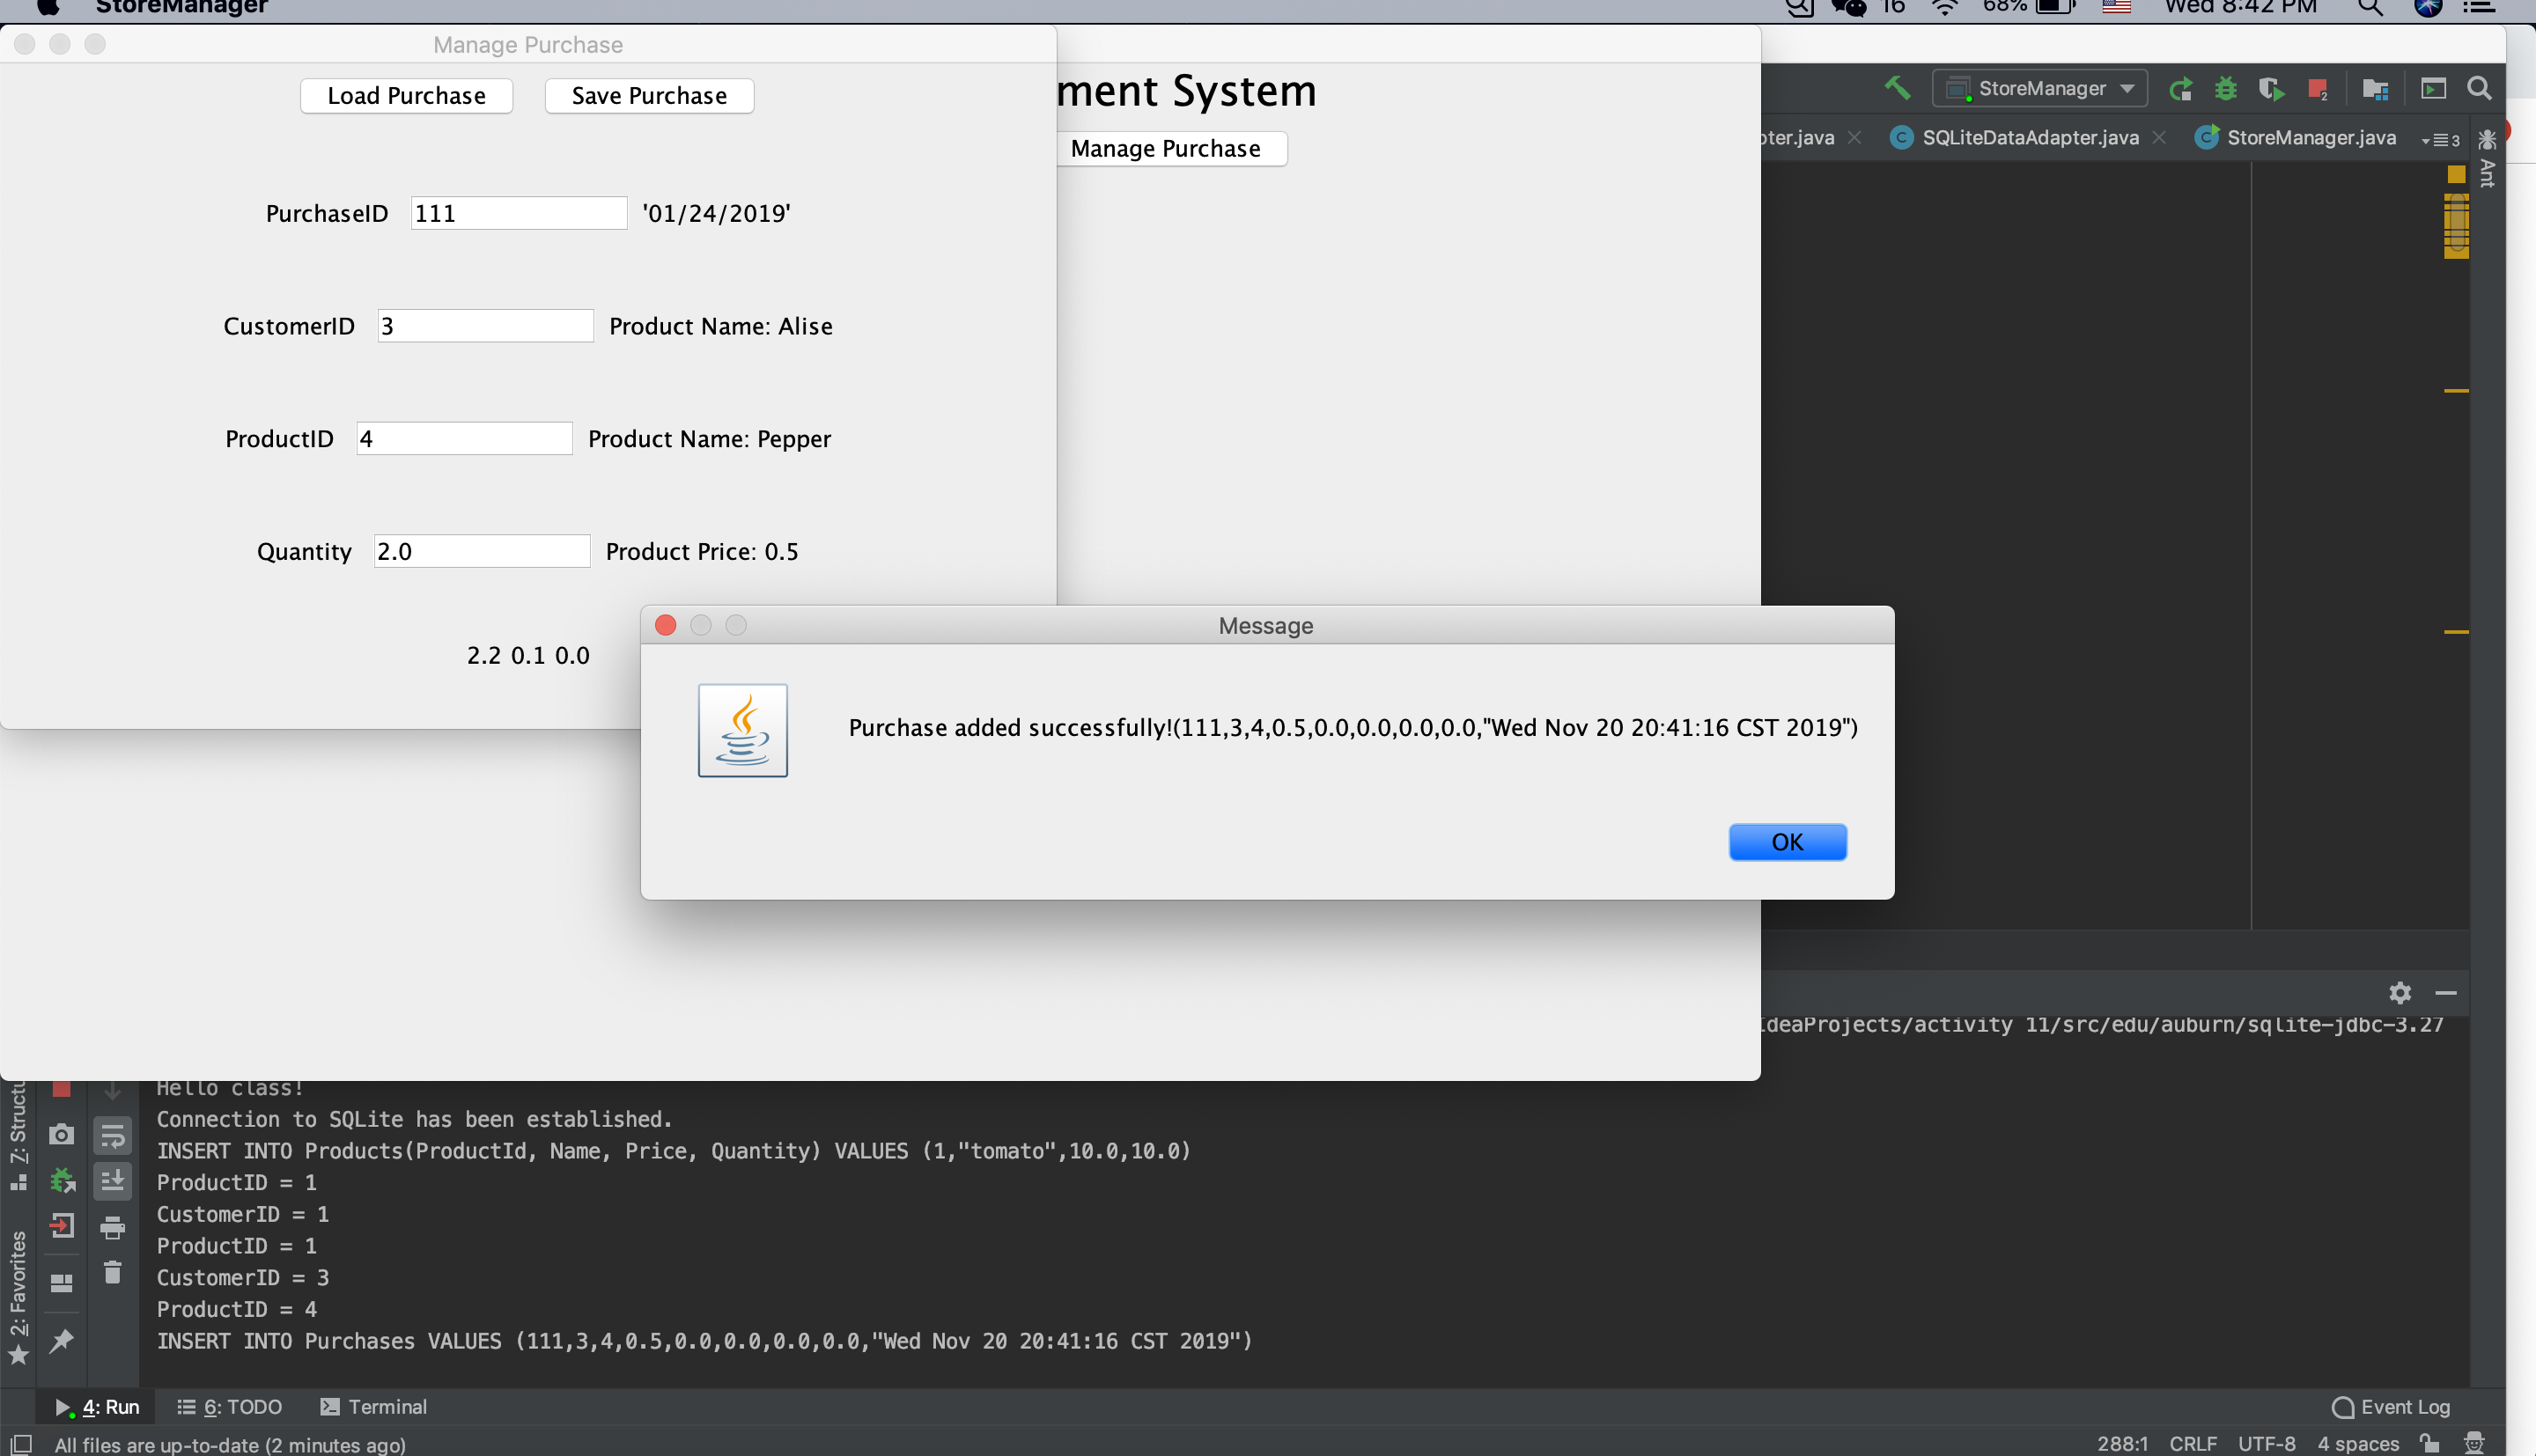 StoreManager
16 68% Wed 8:42 PM
Manage Purchase
Load Purchase Save Purchase
ment System
Manage Purchase
StoreManager
2
pter.java SQLiteDataAdapter.java StoreManager.java 3
Ant
PurchaseID 111 '01/24/2019'
CustomerID 3 Product Name: Alise
ProductID 4 Product Name: Pepper
Quantity 2.0 Product Price: 0.5
2.2 0.1 0.0
Message
Purchase added successfully!(111,3,4,0.5,0.0,0.0,0.0,0.0,"Wed Nov 20 20:41:16 CST 2019")
OK
IdeaProjects/activity 11/src/edu/auburn/sqlite-jdbc-3.27
Hello class!
Connection to SQLite has been established.
INSERT INTO Products(ProductId, Name, Price, Quantity) VALUES (1,"tomato",10.0,10.0)
ProductID = 1
CustomerID = 1
ProductID = 1
CustomerID = 3
ProductID = 4
INSERT INTO Purchases VALUES (111,3,4,0.5,0.0,0.0,0.0,0.0,"Wed Nov 20 20:41:16 CST 2019")
Z: Structu
2: Favorites
4: Run 6: TODO Terminal Event Log
All files are up-to-date (2 minutes ago) 288:1 CRLF UTF-8 4 spaces